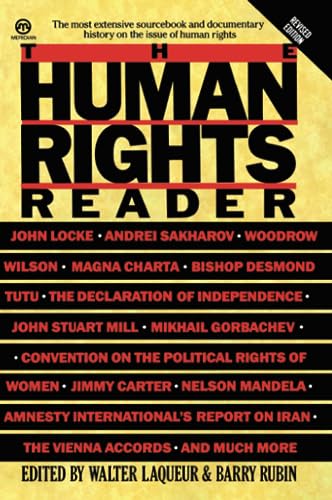 MERIDIAN
The most extensive sourcebook and documentary
history on the issue of human rights
REVISED
EDITION
THE
HUMAN
RIGHTS
READER
JOHN LOCKE • ANDREI SAKHAROV • WOODROW
WILSON • MAGNA CHARTA • BISHOP DESMOND
TUTU • THE DECLARATION OF INDEPENDENCE •
JOHN STUART MILL • MIKHAIL GORBACHEV •
• CONVENTION ON THE POLITICAL RIGHTS OF
WOMEN • JIMMY CARTER • NELSON MANDELA •
AMNESTY INTERNATIONAL'S REPORT ON IRAN •
THE VIENNA ACCORDS • AND MUCH MORE
EDITED BY WALTER LAQUEUR & BARRY RUBIN